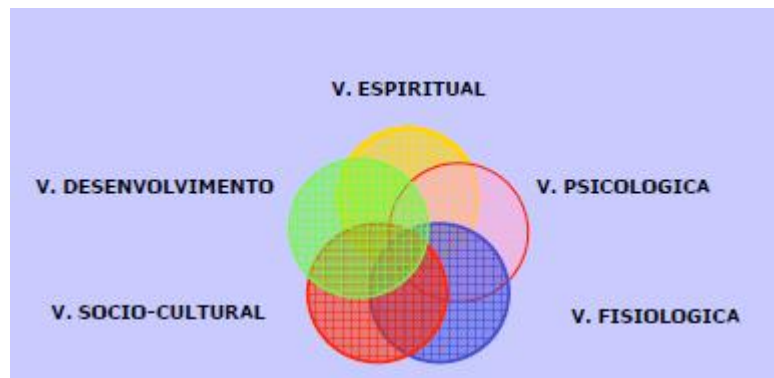 V. ESPIRITUAL
V. DESENVOLVIMENTO
V. PSICOLOGICA
V. SOCIO-CULTURAL
V. FISIOLOGICA